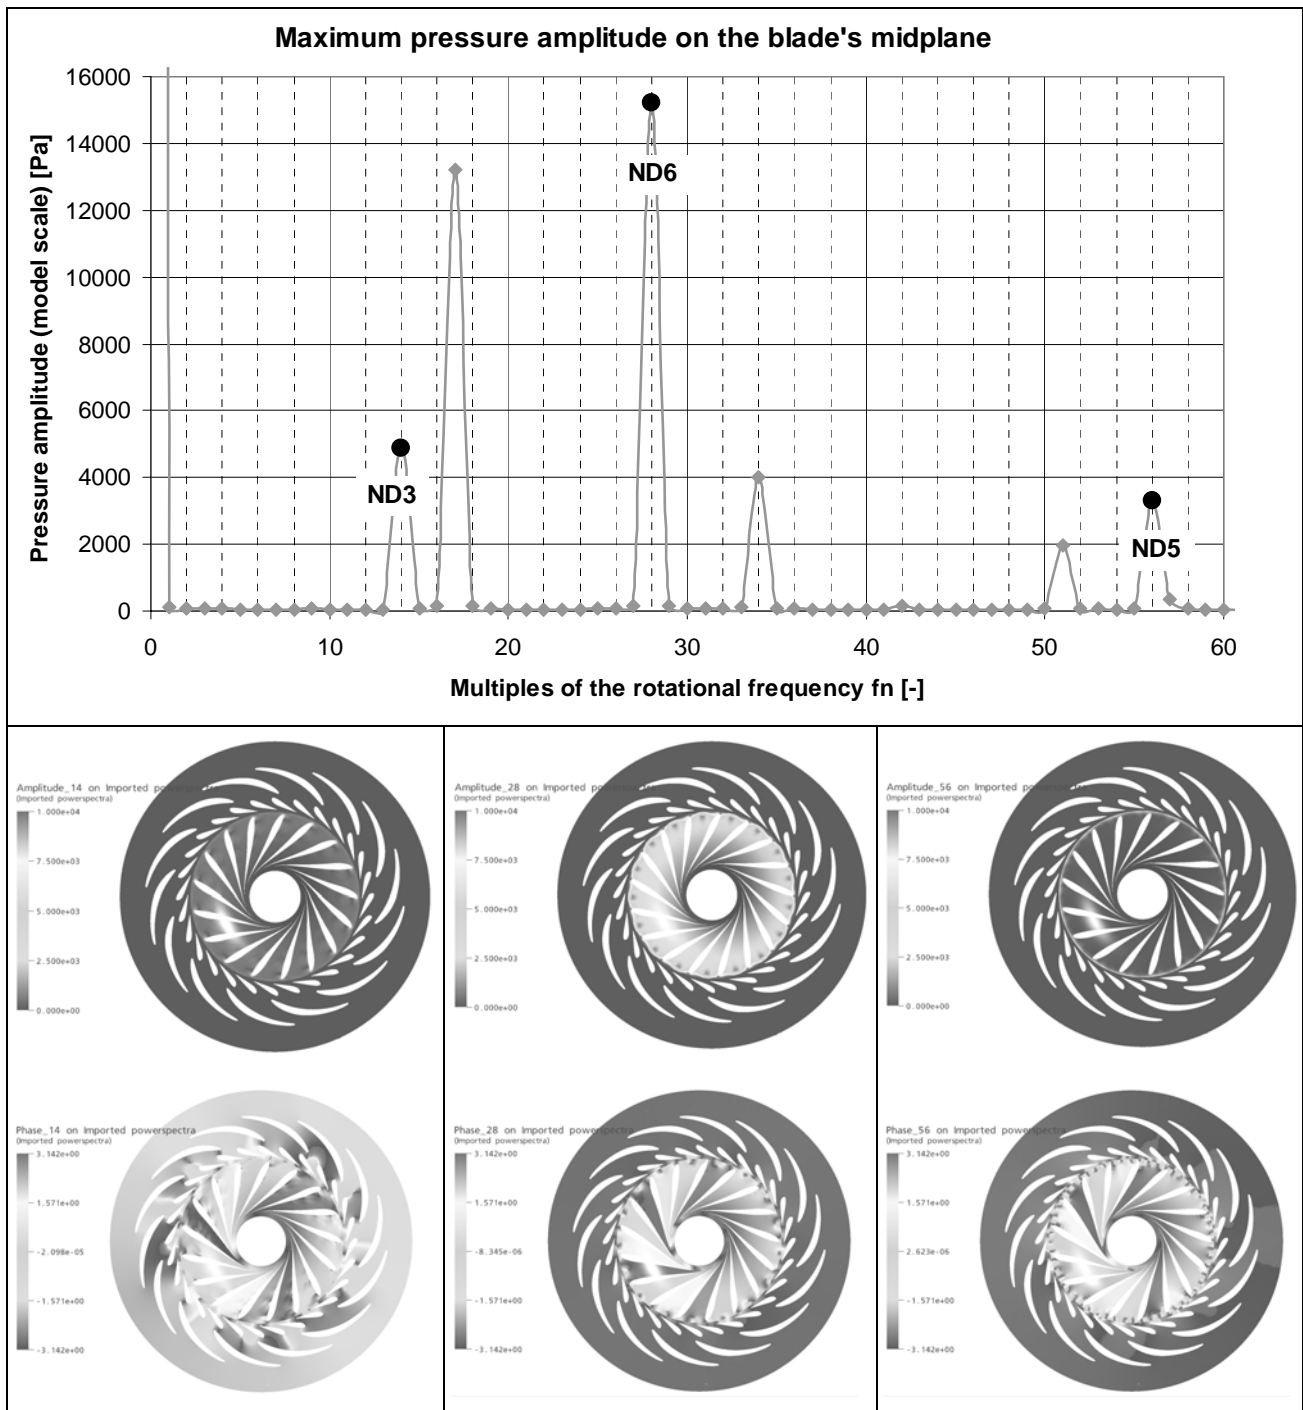 Maximum pressure amplitude on the blade's midplane
Pressure amplitude (model scale) [Pa]
16000
14000
12000
10000
8000
6000
4000
2000
0
ND3
ND6
ND5
0 10 20 30 40 50 60
Multiples of the rotational frequency fn [-]
Amplitude_14 on Imported powerspectra
(Imported powerspectra)
1.000e+04
7.500e+03
5.000e+03
2.500e+03
0.000e+00
Amplitude_28 on Imported powerspectra
(Imported powerspectra)
1.000e+04
7.500e+03
5.000e+03
2.500e+03
0.000e+00
Amplitude_56 on Imported powerspectra
(Imported powerspectra)
1.000e+04
7.500e+03
5.000e+03
2.500e+03
0.000e+00
Phase_14 on Imported powerspectra
(Imported powerspectra)
3.142e+00
1.571e+00
-2.098e-05
-1.571e+00
-3.142e+00
Phase_28 on Imported powerspectra
(Imported powerspectra)
3.142e+00
1.571e+00
-8.345e-06
-1.571e+00
-3.142e+00
Phase_56 on Imported powerspectra
(Imported powerspectra)
3.142e+00
1.571e+00
2.623e-06
-1.571e+00
-3.142e+00